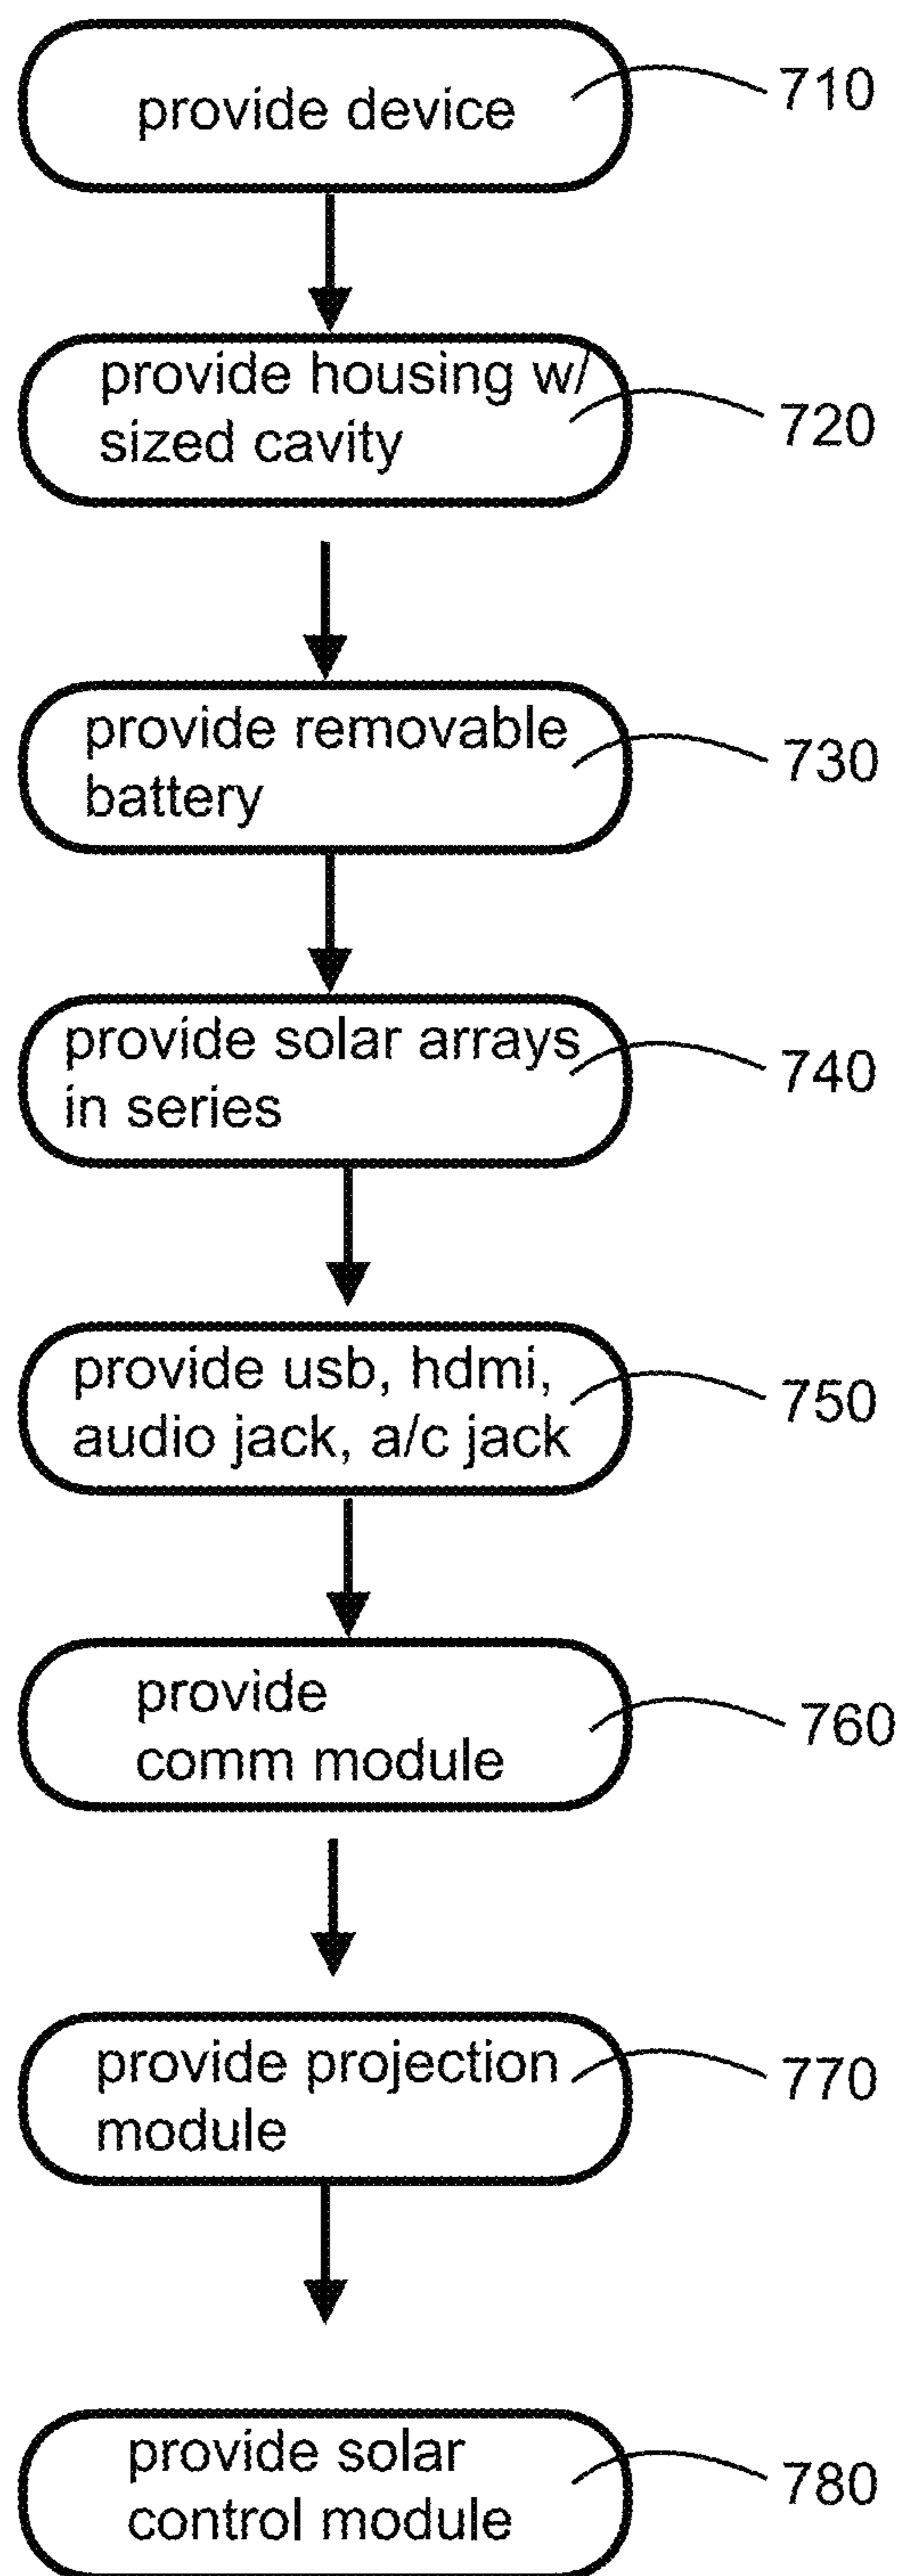 provide device
710
provide housing w/
sized cavity
720
provide removable
battery
730
provide solar arrays
in series
740
provide usb, hdmi,
audio jack, a/c jack
750
provide
comm module
760
provide projection
module
770
provide solar
control module
780